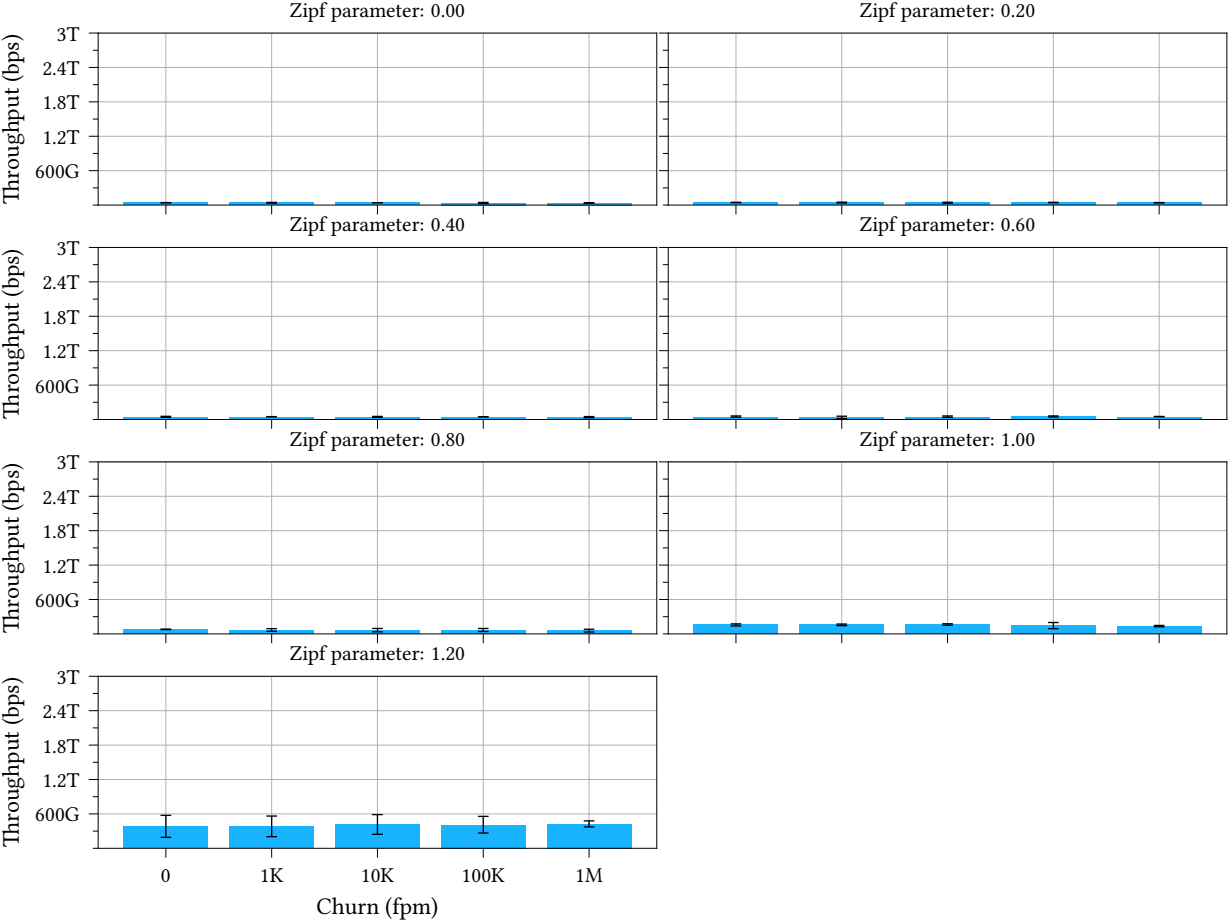 Zipf parameter: 0.00
Zipf parameter: 0.20
Throughput (bps)
3T
2.4T
1.8T
1.2T
600G
Zipf parameter: 0.40
Zipf parameter: 0.60
Throughput (bps)
3T
2.4T
1.8T
1.2T
600G
Zipf parameter: 0.80
Zipf parameter: 1.00
Throughput (bps)
3T
2.4T
1.8T
1.2T
600G
Zipf parameter: 1.20
Throughput (bps)
3T
2.4T
1.8T
1.2T
600G
0 1K 10K 100K 1M
Churn (fpm)